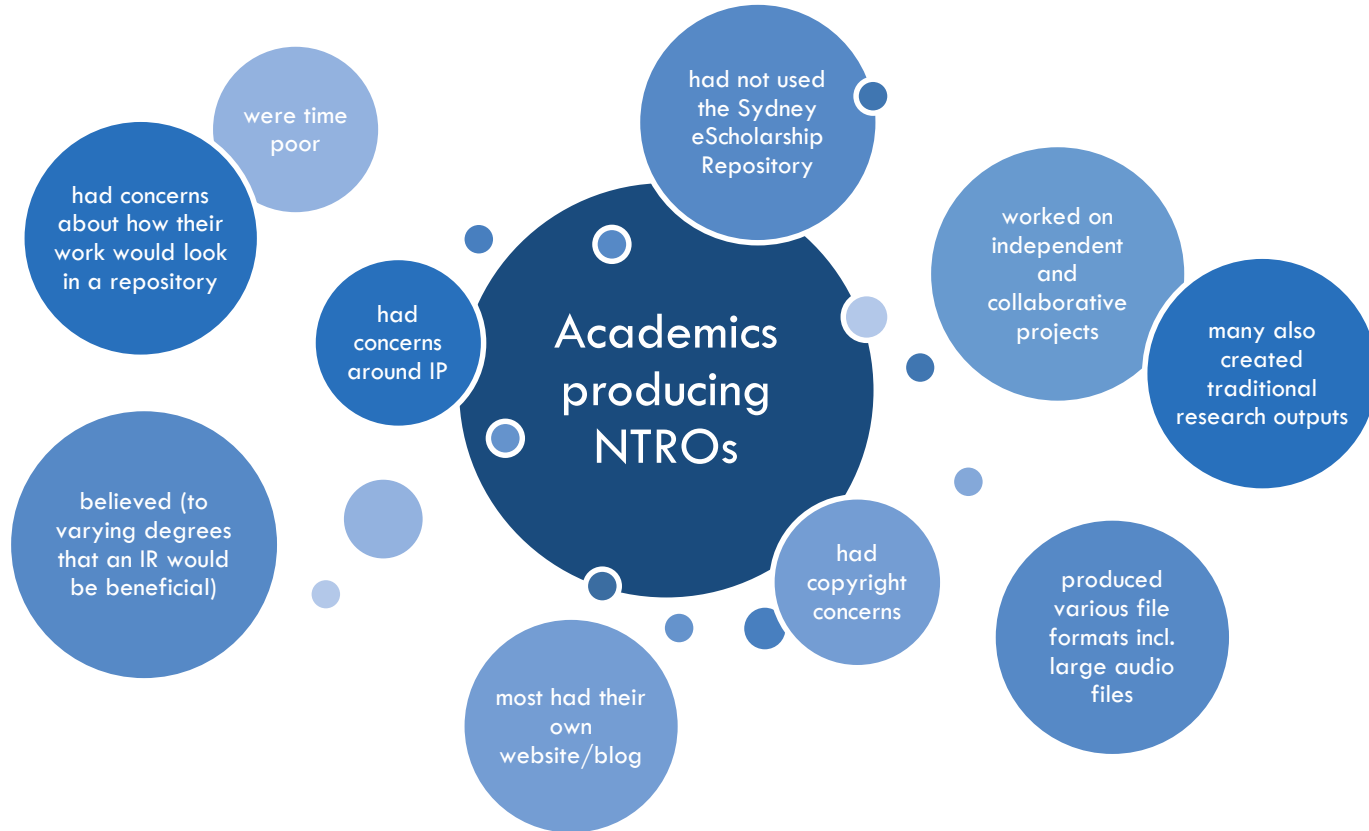 were time
poor
had concerns
about how their
work would look
in a repository
had
concerns
around IP
had not used
the Sydney
eScholarship
Repository
Academics
producing
NTROs
worked on
independent
and
collaborative
projects
many also
created
traditional
research outputs
believed (to
varying degrees
that an IR would
be beneficial)
had
copyright
concerns
produced
various file
formats incl.
large audio
files
most had their
own
website/blog